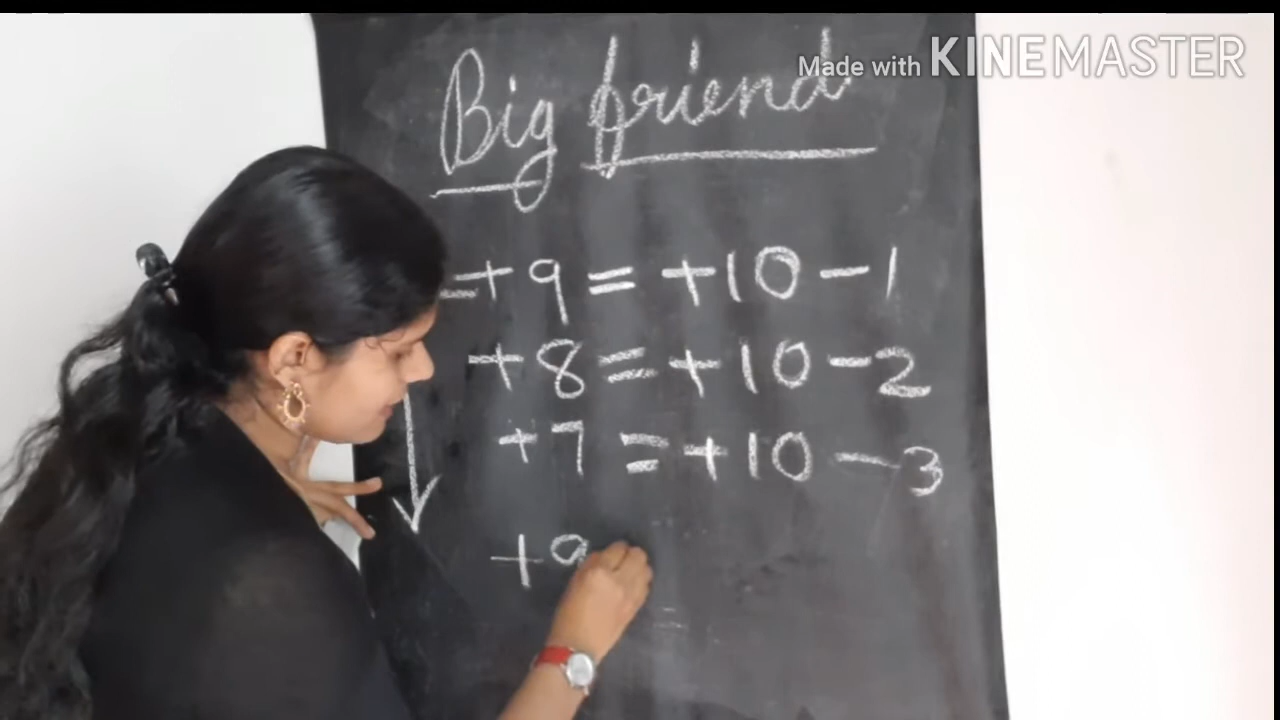 Made with KINEMASTER
Big friend
+9 = +10 -1
+8 = +10 -2
+7 = +10 -3
+9